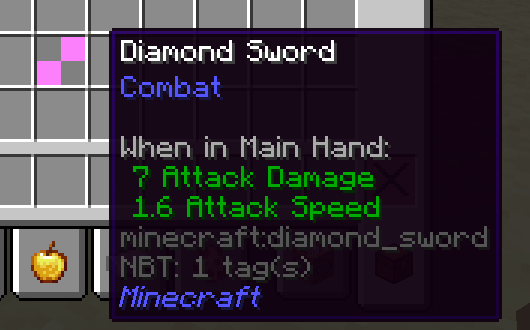 Diamond Sword
Combat
When in Main Hand:
7 Attack Damage
1.6 Attack Speed
minecraft:diamond_sword
NBT: 1 tag(s)
Minecraft